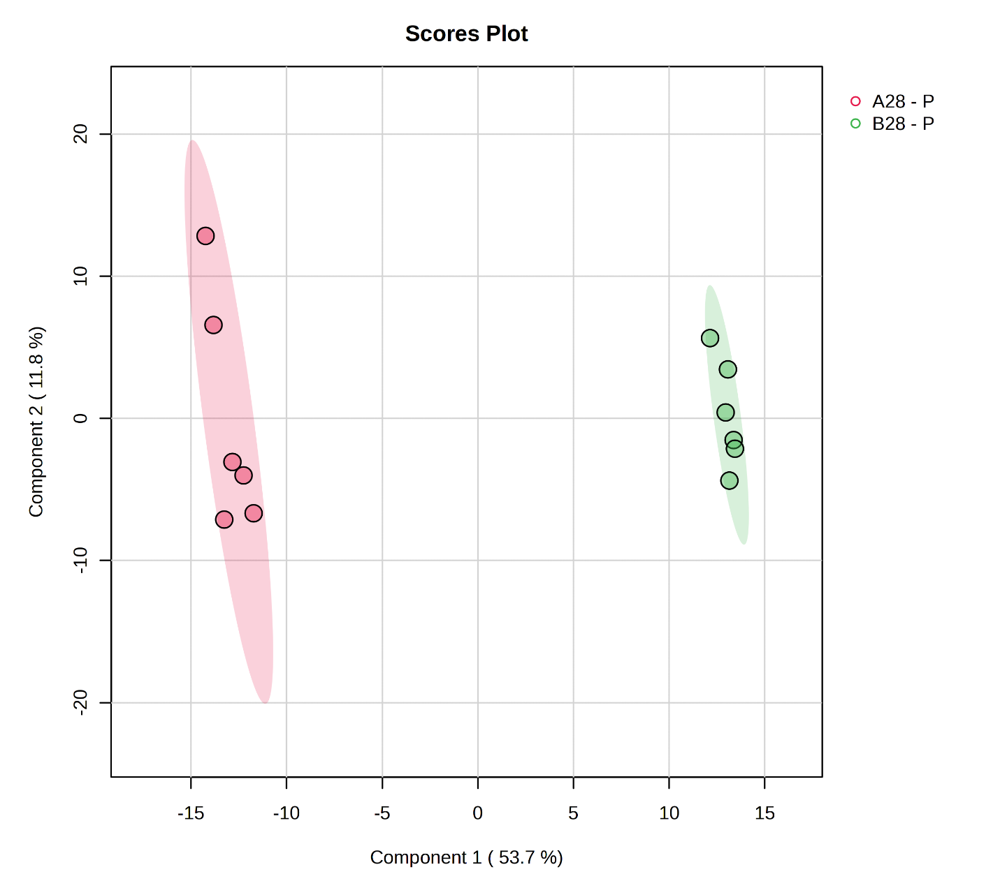 Scores Plot
A28 - P
B28 - P
Component 2 ( 11.8 %)
20
10
0
-10
-20
-15 -10 -5 0 5 10 15
Component 1 ( 53.7 %)